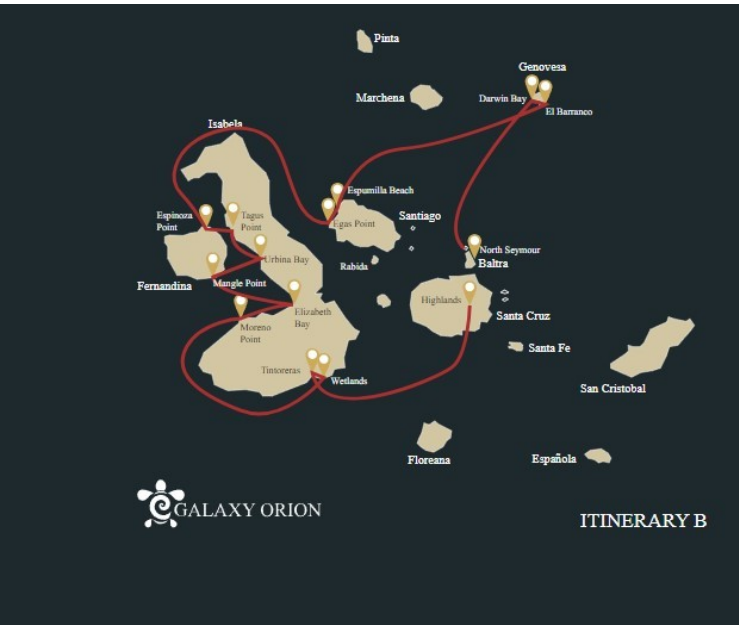 Pinta
Genovesa
Marchena
Darwin Bay
El Barranco
Isabela
Espumilla Beach
Espinoza
Point
Tagus
Point
Egas Point
Santiago
North Seymour
Urbina Bay
Rabida
Baltra
Fernandina
Mangle Point
Highlands
Elizabeth
Bay
Santa Cruz
Moreno
Point
Santa Fe
Tintoreras
Wetlands
San Cristobal
Floreana
Española
GALAXY ORION
ITINERARY B